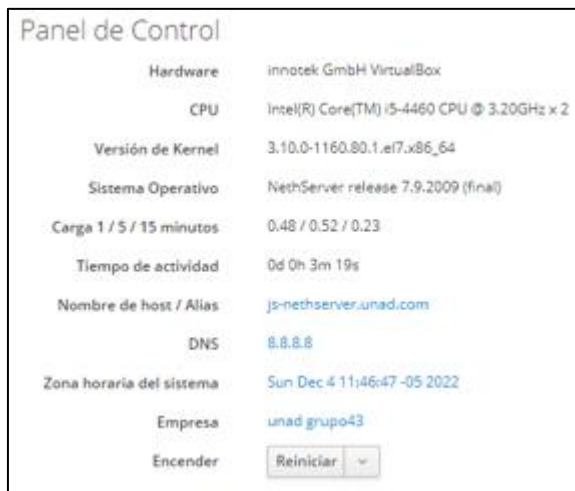 Panel de Control
Hardware innotek GmbH VirtualBox
CPU Intel(R) Core(TM) i5-4460 CPU @ 3.20GHz x 2
Versión de Kernel 3.10.0-1160.80.1.el7.x86_64
Sistema Operativo NethServer release 7.9.2009 (final)
Carga 1 / 5 / 15 minutos 0.48 / 0.52 / 0.23
Tiempo de actividad 0d 0h 3m 19s
Nombre de host / Alias js-nethserver.unad.com
DNS 8.8.8.8
Zona horaria del sistema Sun Dec 4 11:46:47 -05 2022
Empresa unad grupo43
Encender Reiniciar